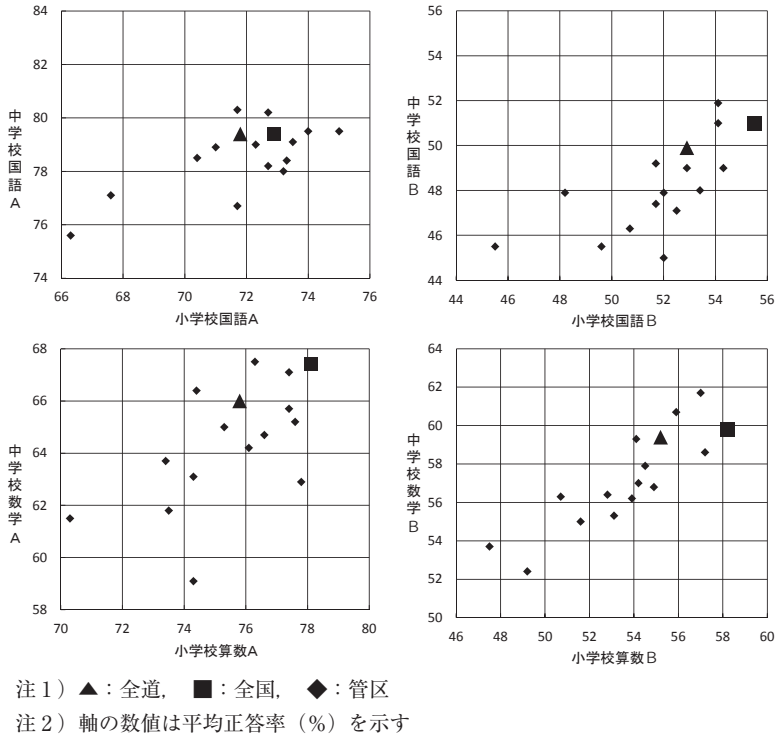 84
82
80
78
76
74
中学校国語A
66 68 70 72 74 76
小学校国語A
56
54
52
50
48
46
44
中学校国語B
44 46 48 50 52 54 56
小学校国語B
68
66
64
62
60
58
中学校数学A
70 72 74 76 78 80
小学校算数A
64
62
60
58
56
54
52
50
中学校数学B
46 48 50 52 54 56 58 60
小学校算数B
注1）▲：全道， ■：全国， ◆：管区
注2）軸の数値は平均正答率（%）を示す